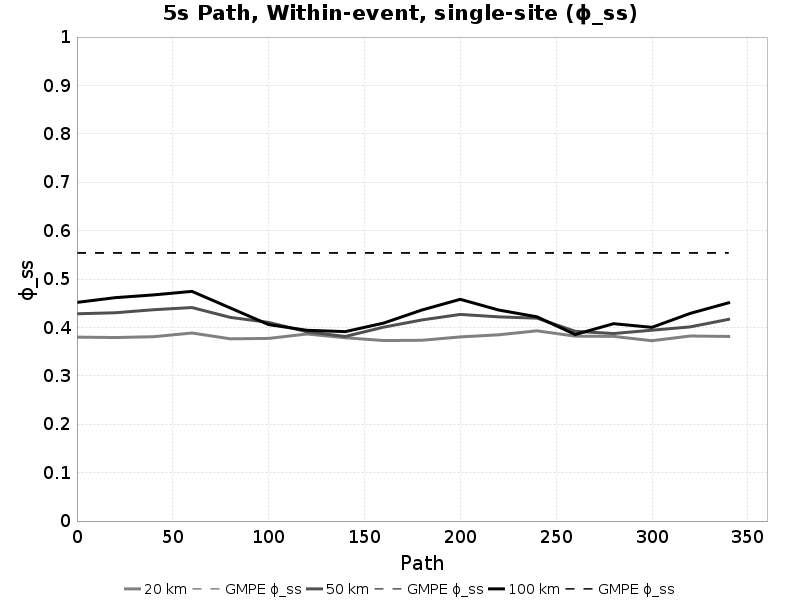 5s Path, Within-event, single-site (ϕ_ss)
1
0.9
0.8
0.7
0.6
0.5
0.4
0.3
0.2
0.1
0
ϕ_ss
0 50 100 150 200 250 300 350
Path
20 km GMPE ϕ_ss 50 km GMPE ϕ_ss 100 km GMPE ϕ_ss